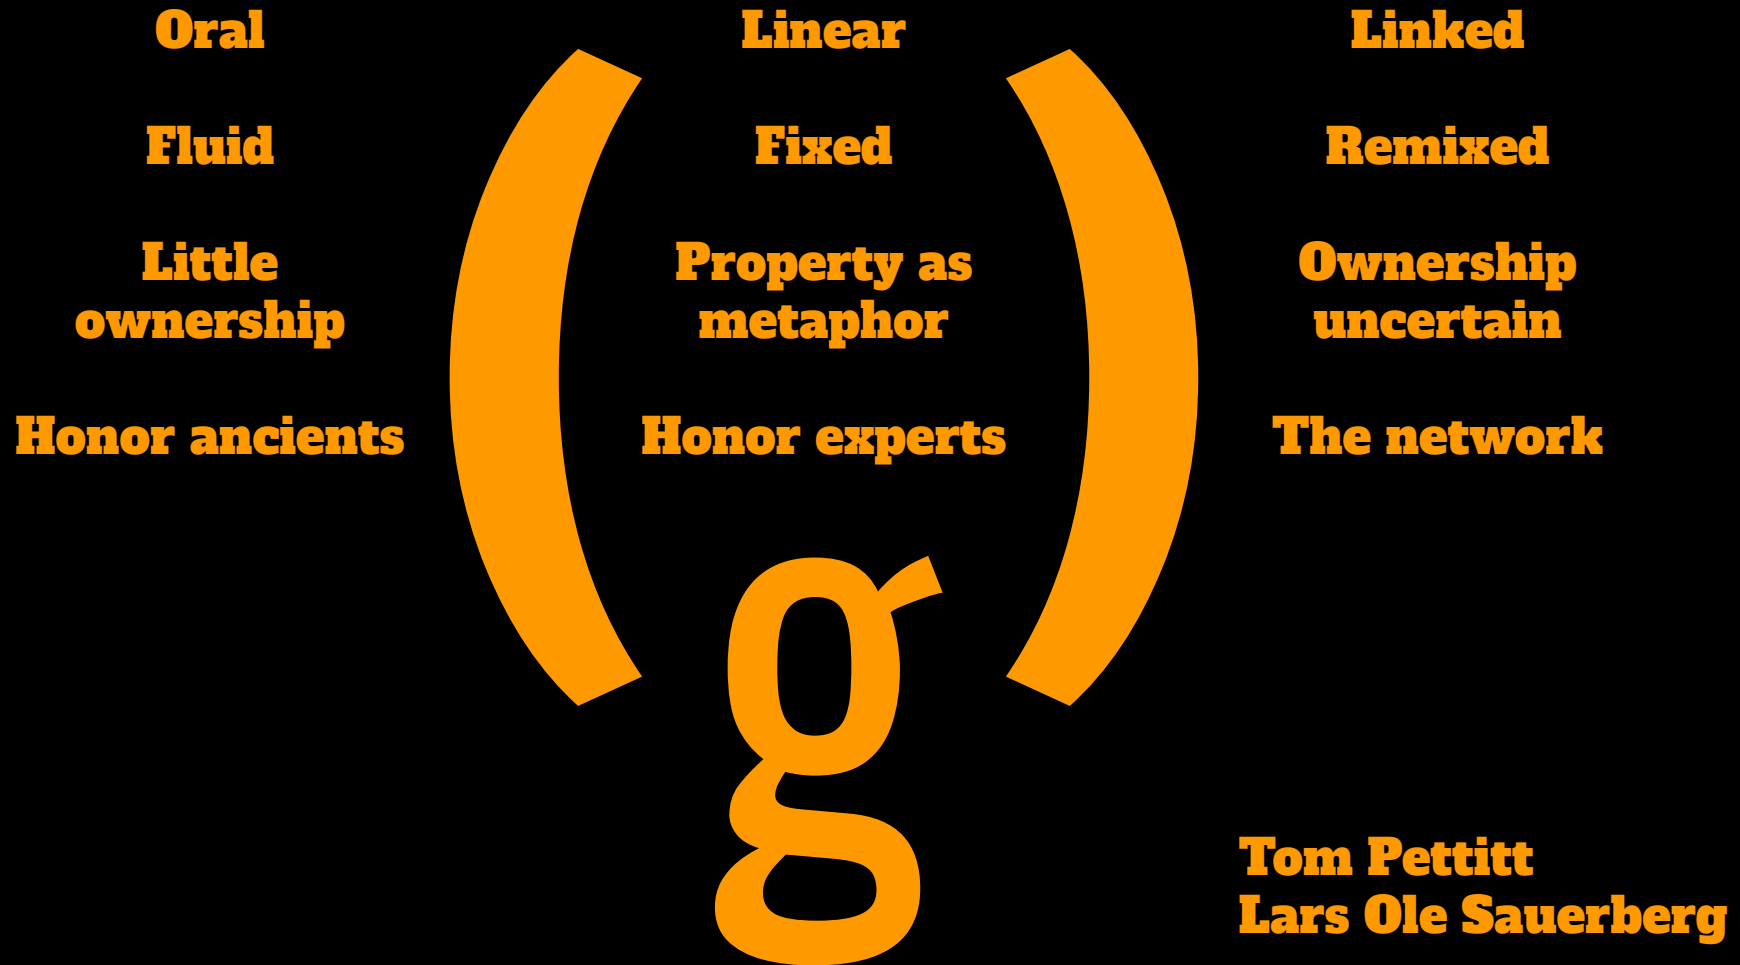 Oral
Fluid
Little
ownership
Honor ancients
(
Linear
Fixed
Property as
metaphor
Honor experts
g
)
Linked
Remixed
Ownership
uncertain
The network
Tom Pettitt
Lars Ole Sauerberg